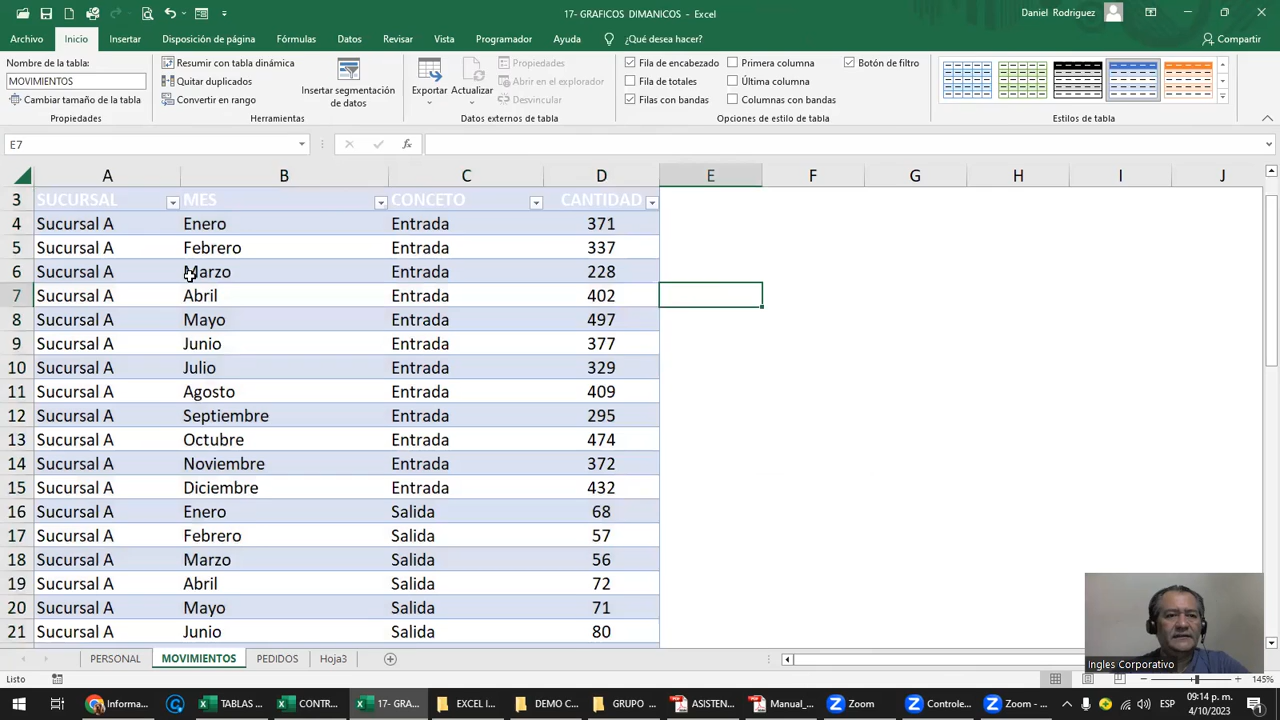 17- GRAFICOS DIMANICOS - Excel
Daniel Rodriguez
Archivo Inicio Insertar Disposición de página Fórmulas Datos Revisar Vista Programador Ayuda ¿Qué desea hacer? Compartir
Nombre de la tabla:
MOVIMIENTOS
Cambiar tamaño de la tabla
Propiedades
Resumir con tabla dinámica
Quitar duplicados
Convertir en rango
Insertar segmentación
de datos
Herramientas
Exportar Actualizar
Propiedades
Abrir en el explorador
Desvincular
Datos externos de tabla
Fila de encabezado Primera columna Botón de filtro
Fila de totales Última columna
Filas con bandas Columnas con bandas
Opciones de estilo de tabla
Estilos de tabla
E7 fx
A B C D E F G H I J
3 SUCURSAL MES CONCETO CANTIDAD
4 Sucursal A Enero Entrada 371
5 Sucursal A Febrero Entrada 337
6 Sucursal A Marzo Entrada 228
7 Sucursal A Abril Entrada 402
8 Sucursal A Mayo Entrada 497
9 Sucursal A Junio Entrada 377
10 Sucursal A Julio Entrada 329
11 Sucursal A Agosto Entrada 409
12 Sucursal A Septiembre Entrada 295
13 Sucursal A Octubre Entrada 474
14 Sucursal A Noviembre Entrada 372
15 Sucursal A Diciembre Entrada 432
16 Sucursal A Enero Salida 68
17 Sucursal A Febrero Salida 57
18 Sucursal A Marzo Salida 56
19 Sucursal A Abril Salida 72
20 Sucursal A Mayo Salida 71
21 Sucursal A Junio Salida 80
Ingles Corporativo
PERSONAL MOVIMIENTOS PEDIDOS Hoja3
Listo 145%
Informa... TABLAS ... CONTR... 17- GRA... EXCEL I... DEMO C... GRUPO ... ASISTEN... Manual_... Zoom Controle... Zoom - ... ESP
09:14 p. m.
4/10/2023